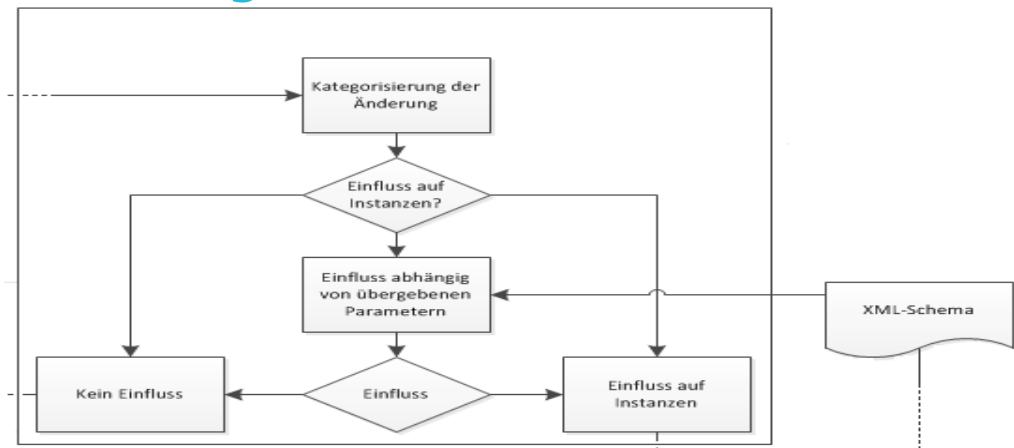 Kategorisierung der
Änderung
Einfluss auf
Instanzen?
Einfluss abhängig
von übergebenen
Parametern
XML-Schema
Kein Einfluss
Einfluss
Einfluss auf
Instanzen